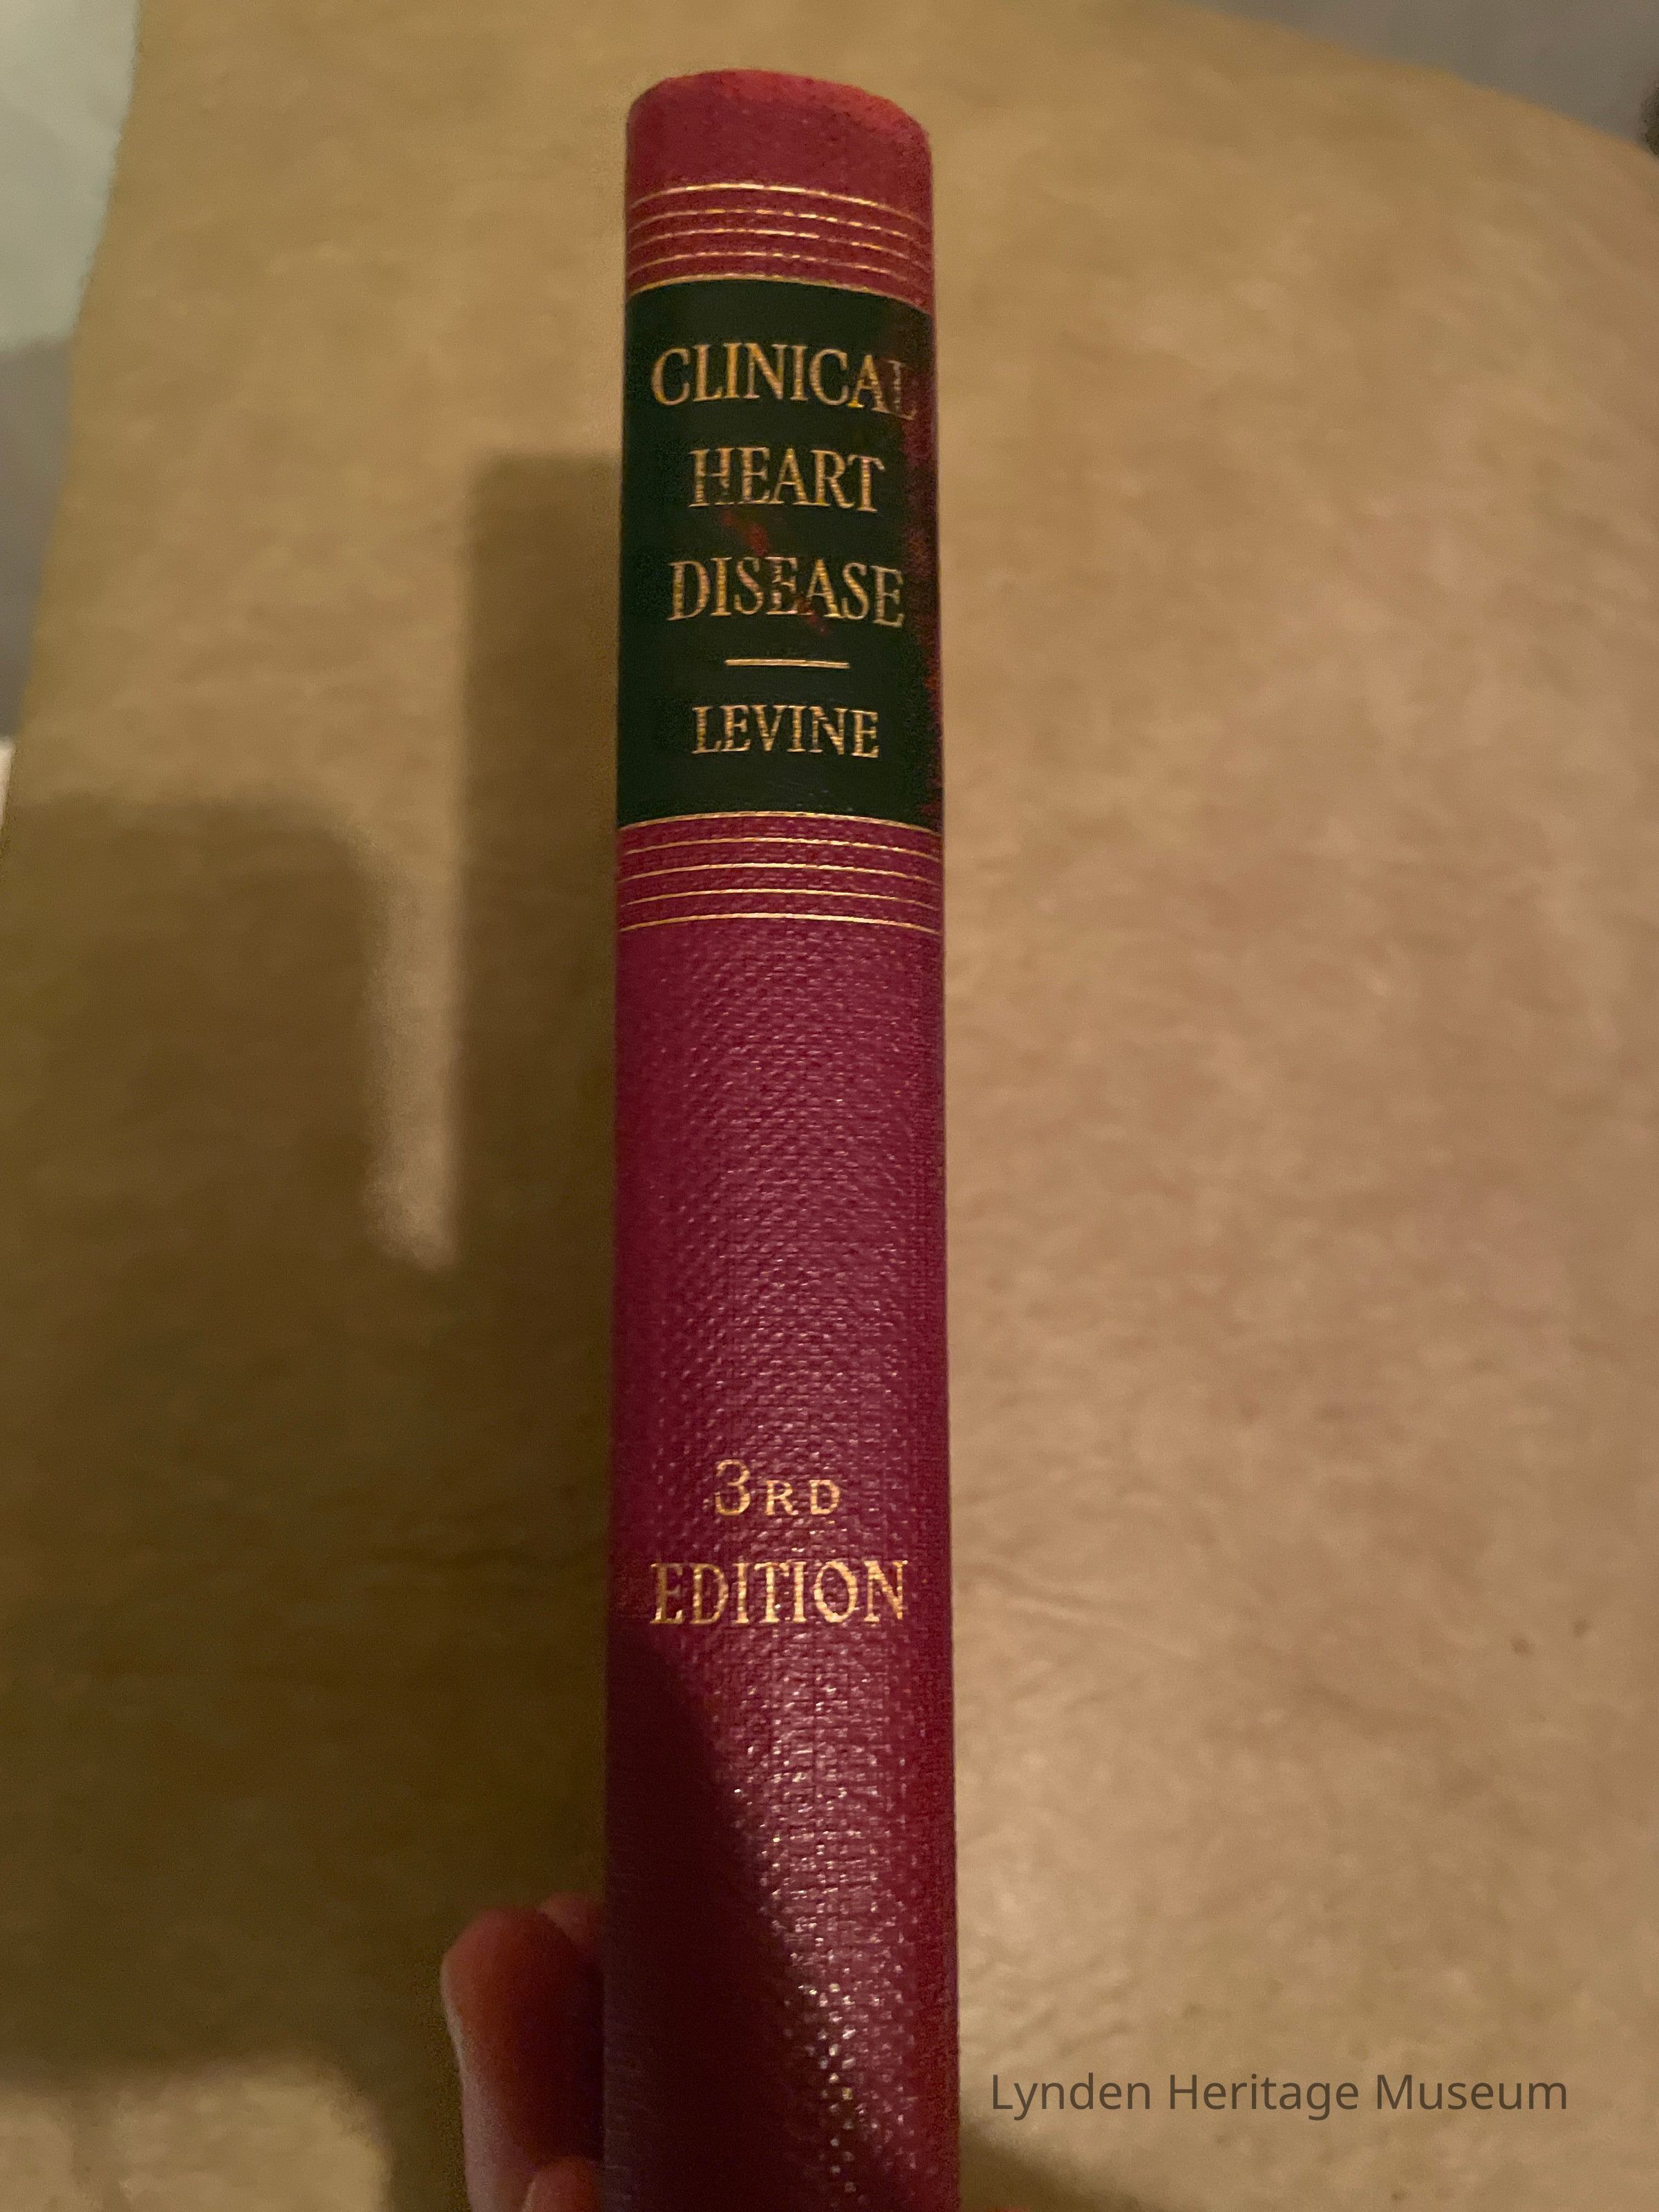 CLINICAL
HEART
DISEASE
LEVINE
3RD
EDITION
Lynden Heritage Museum